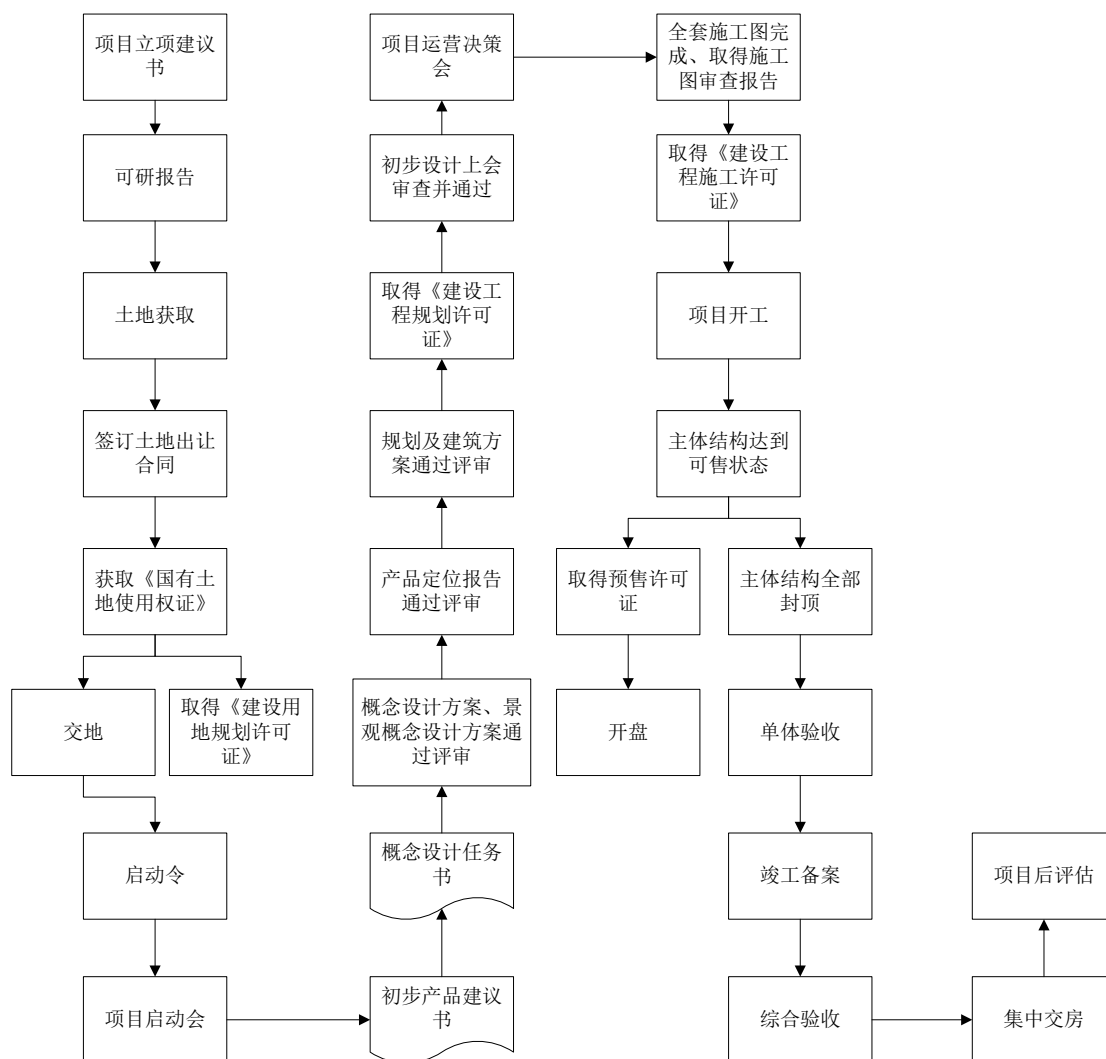 项目立项建议
书
可研报告
土地获取
签订土地出让
合同
获取《国有土
地使用权证》
交地
取得《建设用
地规划许可
证》
启动令
项目启动会
初步产品建议
书
概念设计任务
书
概念设计方案、景
观概念设计方案通
过评审
产品定位报告
通过评审
规划及建筑方
案通过评审
取得《建设工
程规划许可
证》
初步设计上会
审查并通过
项目运营决策
会
全套施工图完
成、取得施工
图审查报告
取得《建设工
程施工许可
证》
项目开工
主体结构达到
可售状态
取得预售许可
证
开盘
主体结构全部
封顶
单体验收
竣工备案
综合验收
集中交房
项目后评估